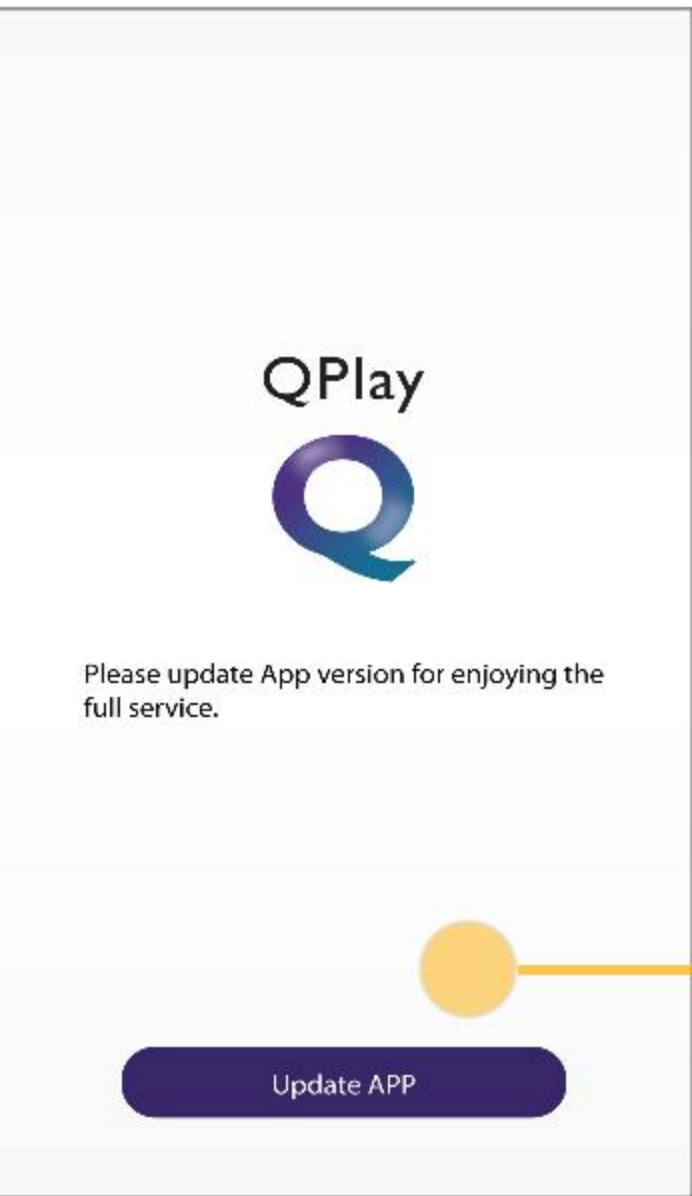 QPlay
Please update App version for enjoying the
full service.
Update APP